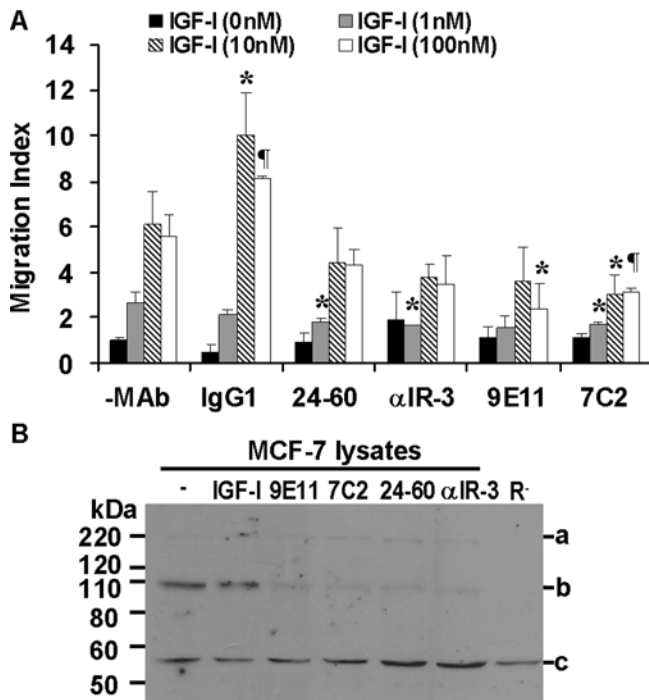 A
IGF-I (0nM) IGF-I (1nM)
IGF-I (10nM) IGF-I (100nM)
Migration Index
14
12
10
8
6
4
2
0
* ¶
* * * * * ¶
-MAb IgG1 24-60 αIR-3 9E11 7C2
B
MCF-7 lysates
kDa - IGF-I 9E11 7C2 24-60 αIR-3 R-
220 a
120
110 b
80
60 c
50